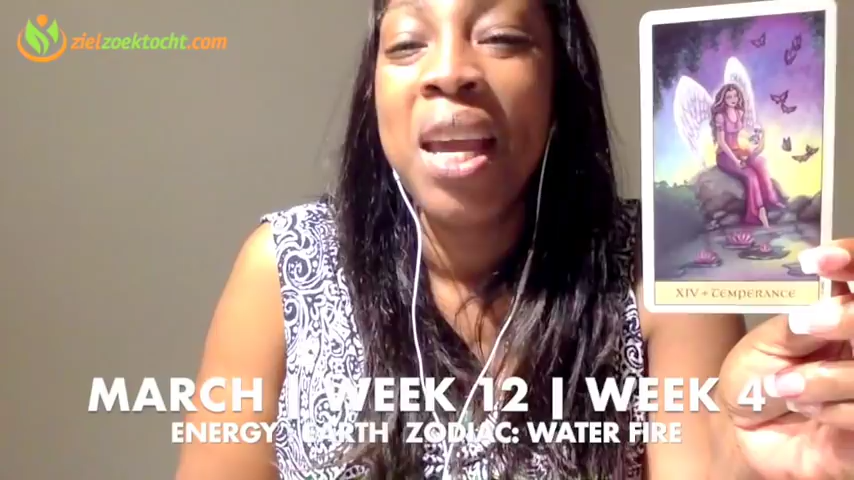 zielzoektocht.com
XIV + TEMPERANCE
MARCH | WEEK 12 | WEEK 4
ENERGY EARTH ZODIAC: WATER FIRE